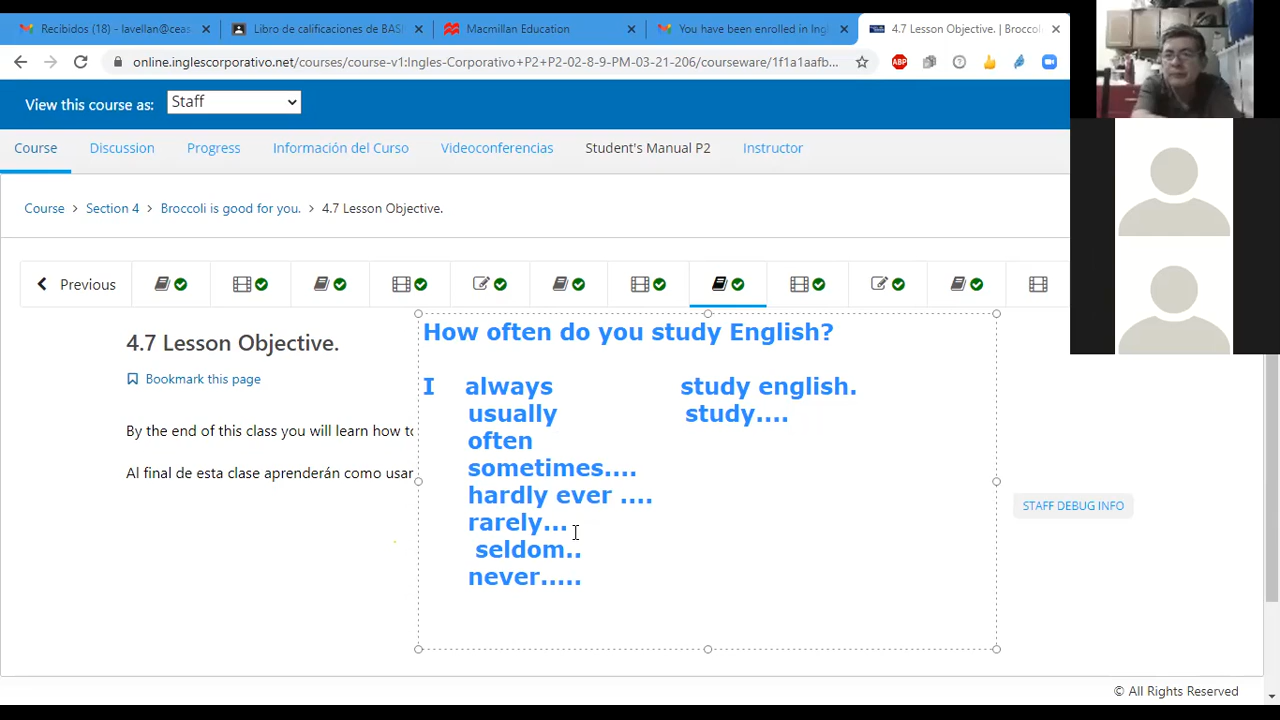 Recibidos (18) - lavellan@ceas
Libro de calificaciones de BASI
Macmillan Education
You have been enrolled in Ingl
4.7 Lesson Objective. | Brocco
online.inglescorporativo.net/courses/course-v1:Ingles-Corporativo+P2+P2-02-8-9-PM-03-21-206/courseware/1f1a1aafb...
ABP
View this course as:
Staff
Course
Discussion
Progress
Información del Curso
Videoconferencias
Student's Manual P2
Instructor
Course > Section 4 > Broccoli is good for you. > 4.7 Lesson Objective.
Previous
4.7 Lesson Objective.
Bookmark this page
By the end of this class you will learn how to
Al final de esta clase aprenderán como usar
How often do you study English?
I always study english.
usually study....
often
sometimes....
hardly ever ....
rarely...
seldom..
never.....
STAFF DEBUG INFO
© All Rights Reserved